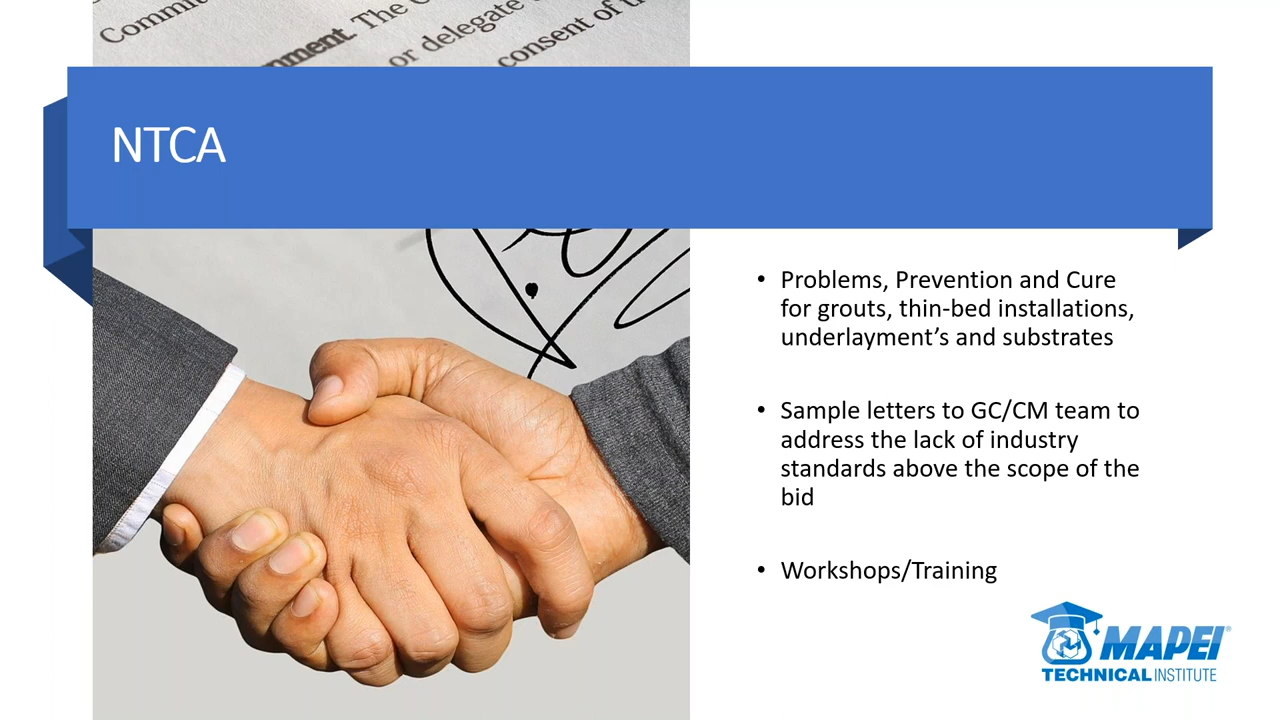 Commi
nment. The C
or delegate
consent of t
NTCA
• Problems, Prevention and Cure
for grouts, thin-bed installations,
underlayment’s and substrates
• Sample letters to GC/CM team to
address the lack of industry
standards above the scope of the
bid
• Workshops/Training
MAPEI®
TECHNICAL INSTITUTE